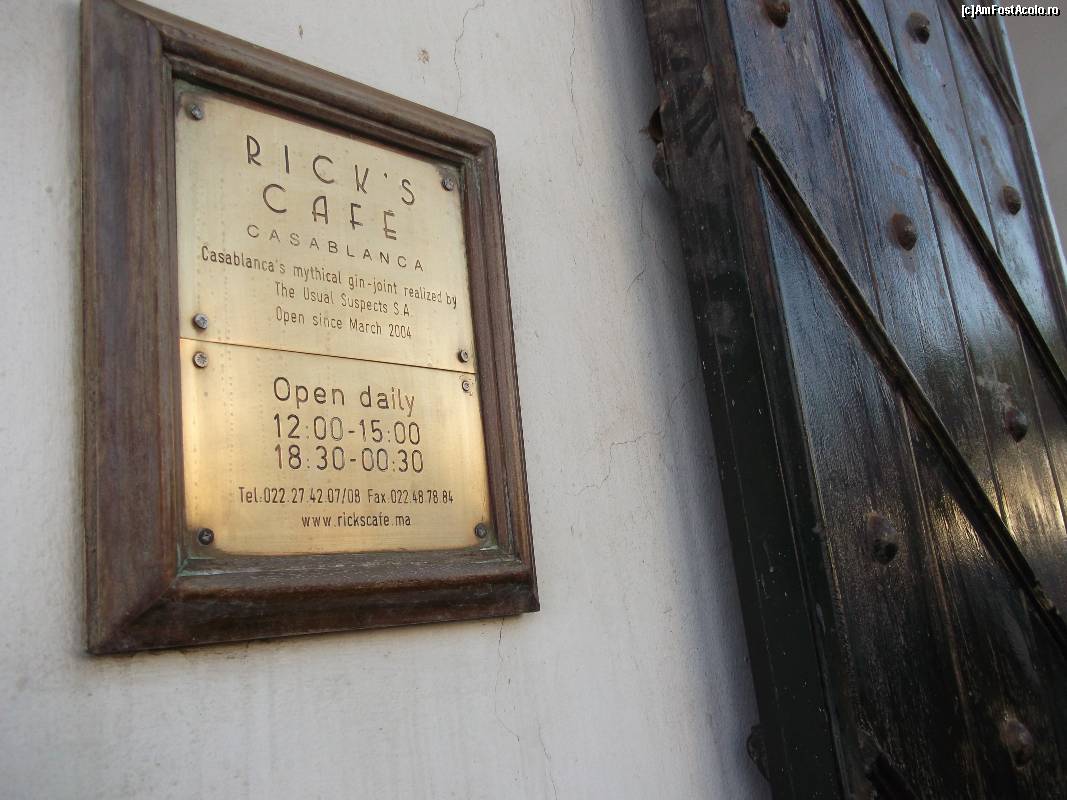 [c]AmFostAcolo.ro
RICK'S
CAFÉ
CASABLANCA
Casablanca's mythical gin-joint realized by
The Usual Suspects S.A.
Open since March 2004
Open daily
12:00-15:00
18:30-00:30
Tel:022.27.42.07/08 Fax:022.48.78.84
www.rickscafe.ma